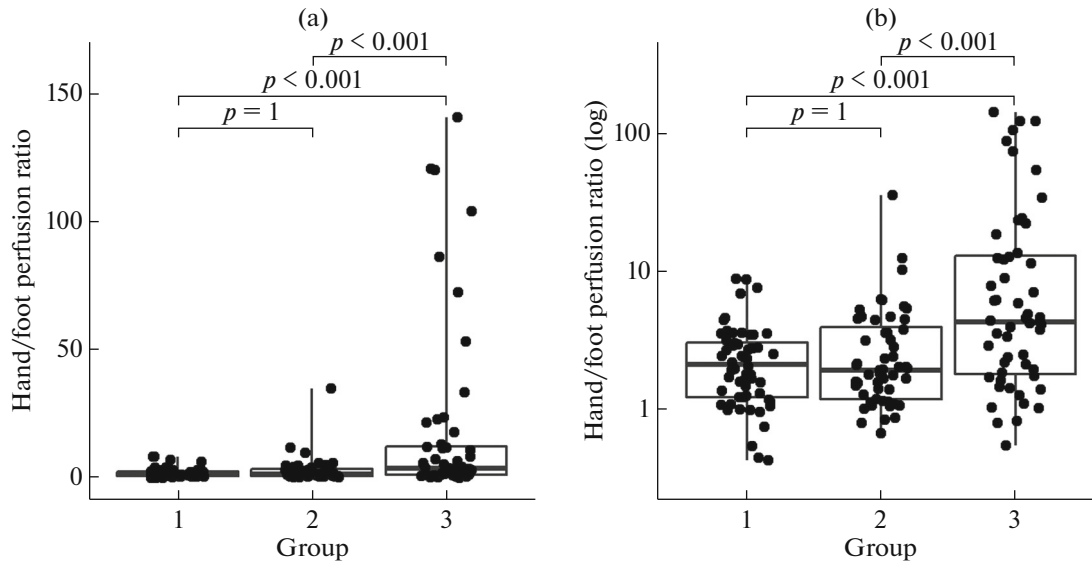 (a)
p < 0.001
p < 0.001
p = 1
150
100
50
0
Hand/foot perfusion ratio
1 2 3
Group
(b)
p < 0.001
p < 0.001
p = 1
100
10
1
Hand/foot perfusion ratio (log)
1 2 3
Group